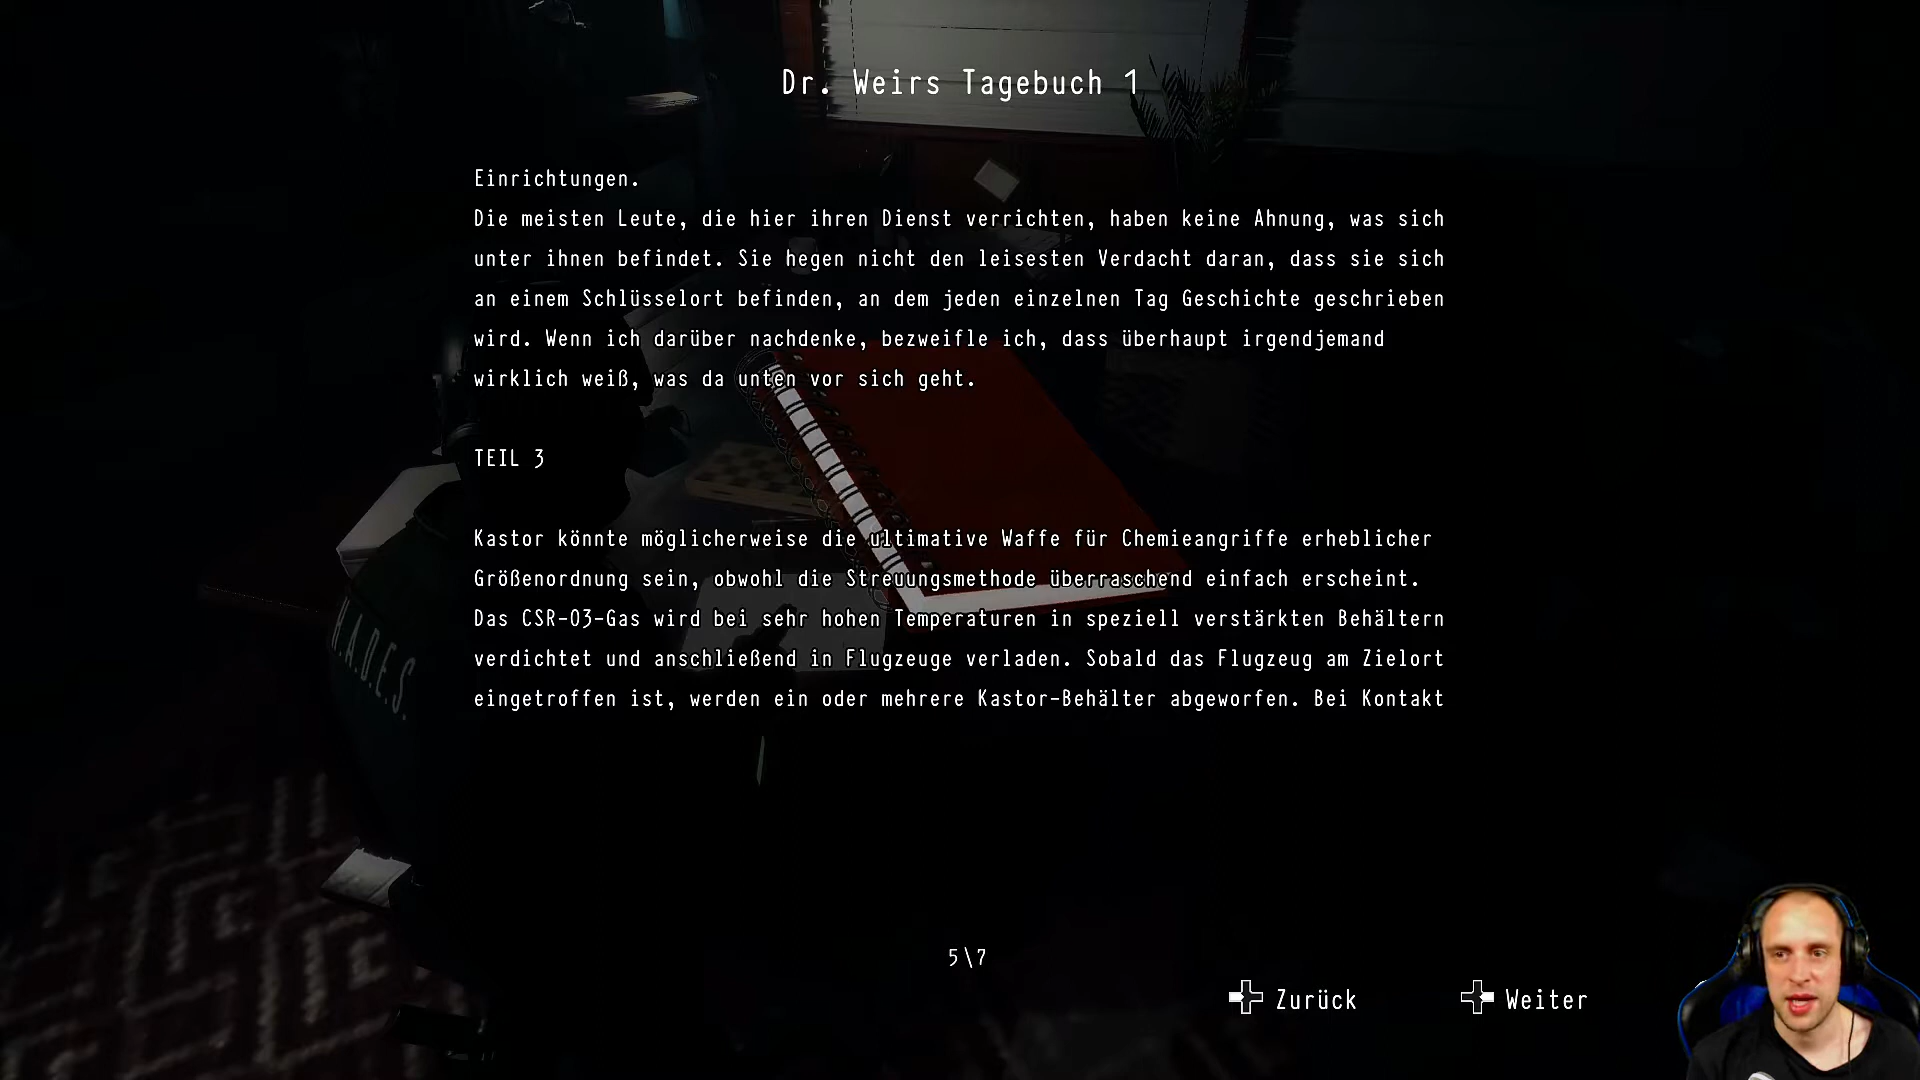 Dr. Weirs Tagebuch 1
Einrichtungen.
Die meisten Leute, die hier ihren Dienst verrichten, haben keine Ahnung, was sich
unter ihnen befindet. Sie hegen nicht den leisesten Verdacht daran, dass sie sich
an einem Schlüsselort befinden, an dem jeden einzelnen Tag Geschichte geschrieben
wird. Wenn ich darüber nachdenke, bezweifle ich, dass überhaupt irgendjemand
wirklich weiß, was da unten vor sich geht.
TEIL 3
Kastor könnte möglicherweise die ultimative Waffe für Chemieangriffe erheblicher
Größenordnung sein, obwohl die Streuungsmethode überraschend einfach erscheint.
Das CSR-03-Gas wird bei sehr hohen Temperaturen in speziell verstärkten Behältern
verdichtet und anschließend in Flugzeuge verladen. Sobald das Flugzeug am Zielort
eingetroffen ist, werden ein oder mehrere Kastor-Behälter abgeworfen. Bei Kontakt
H.A.D.E.S.
5\7
Zurück
Weiter